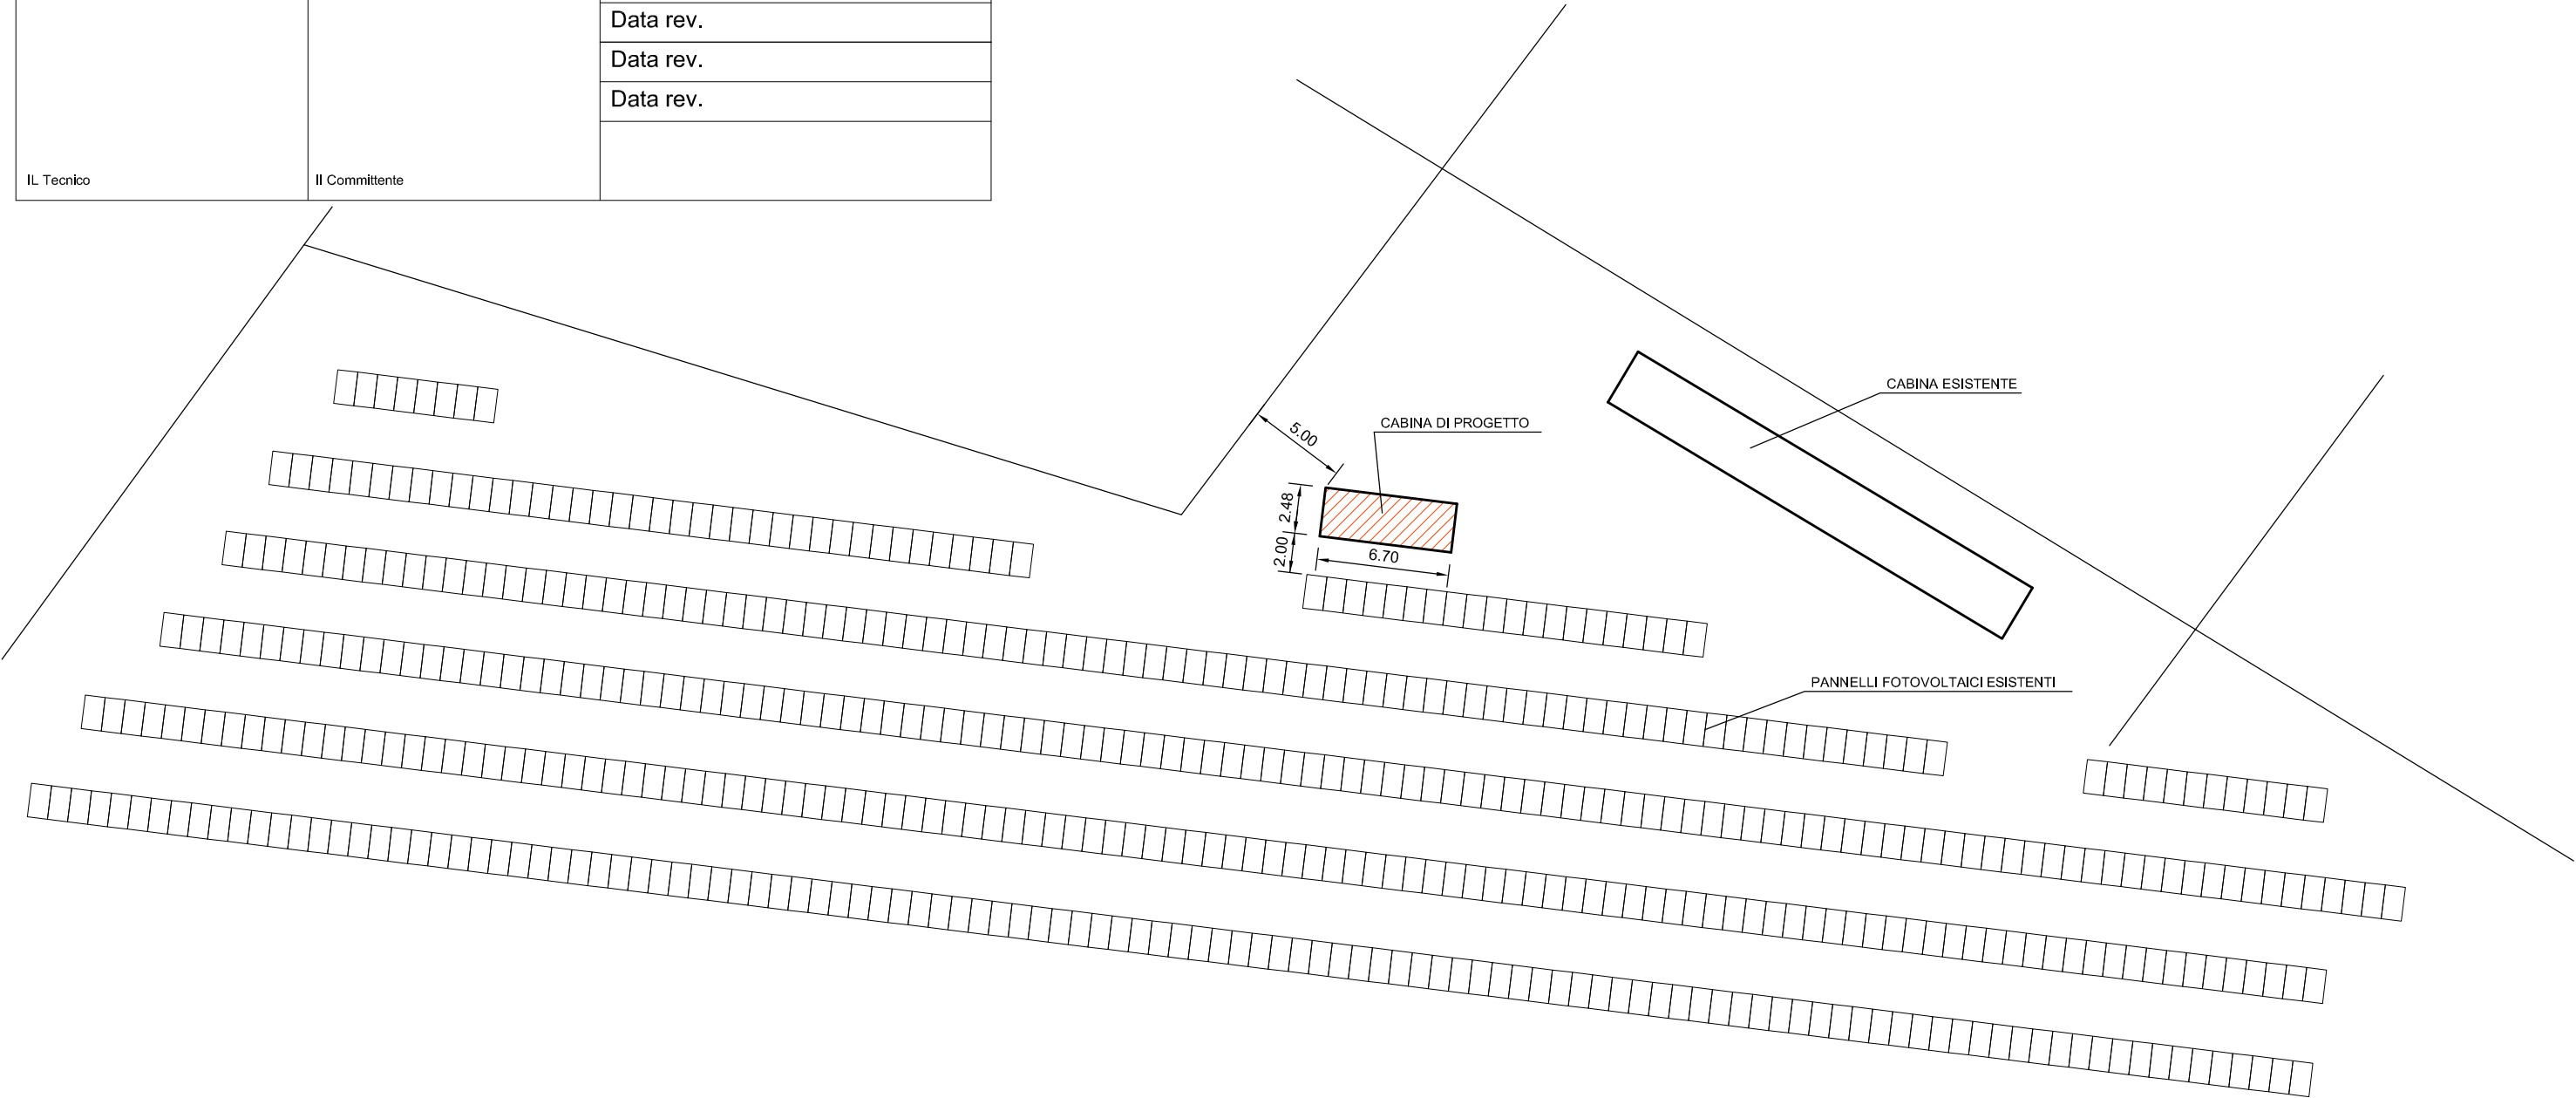 Data rev.
Data rev.
Data rev.
IL Tecnico
Il Committente
CABINA ESISTENTE
CABINA DI PROGETTO
5.00
2.48
2.00
6.70
PANNELLI FOTOVOLTAICI ESISTENTI